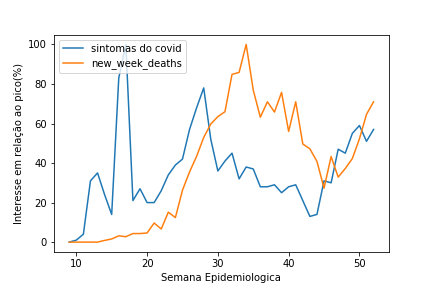 100
80
60
40
20
0
Interesse em relação ao pico(%)
sintomas do covid
new_week_deaths
10
20
30
40
50
Semana Epidemiologica